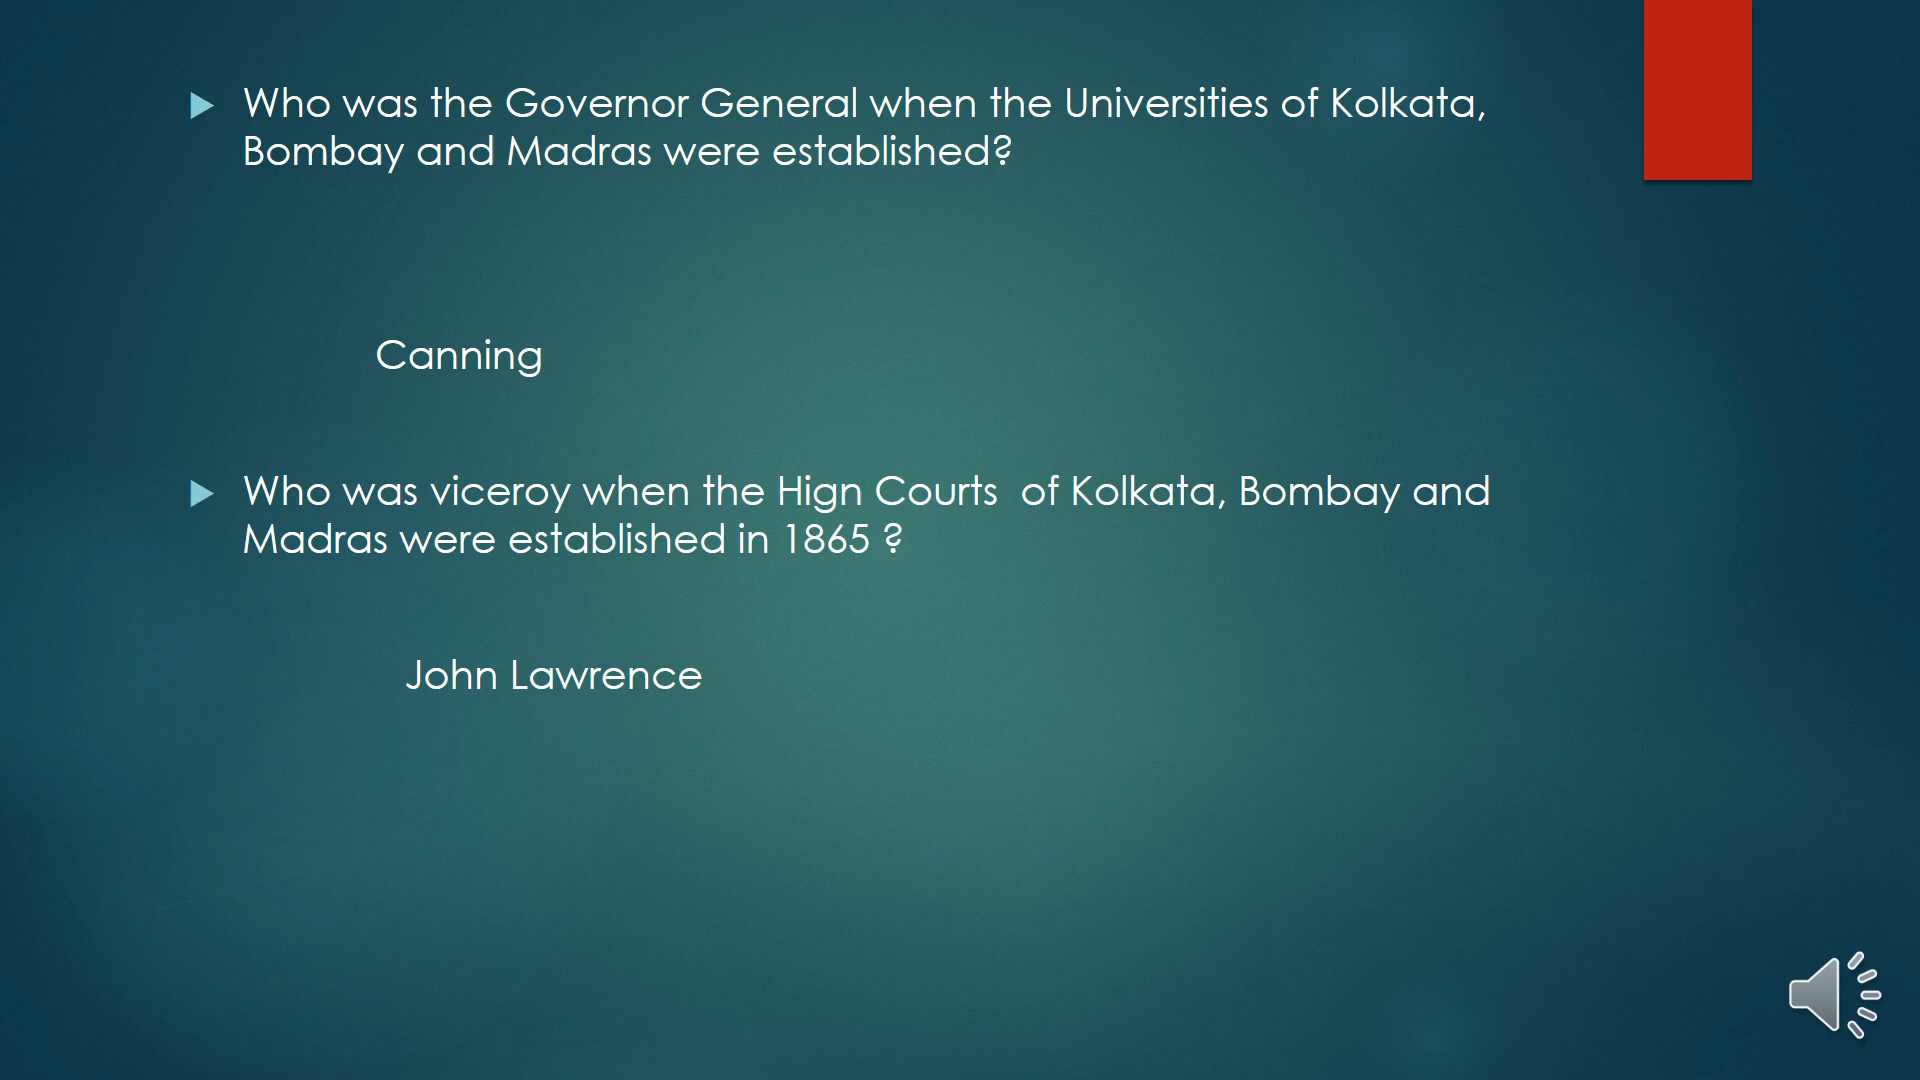 Who was the Governor General when the Universities of Kolkata,
Bombay and Madras were established?
Canning
Who was viceroy when the Hign Courts  of Kolkata, Bombay and
Madras were established in 1865 ?
John Lawrence